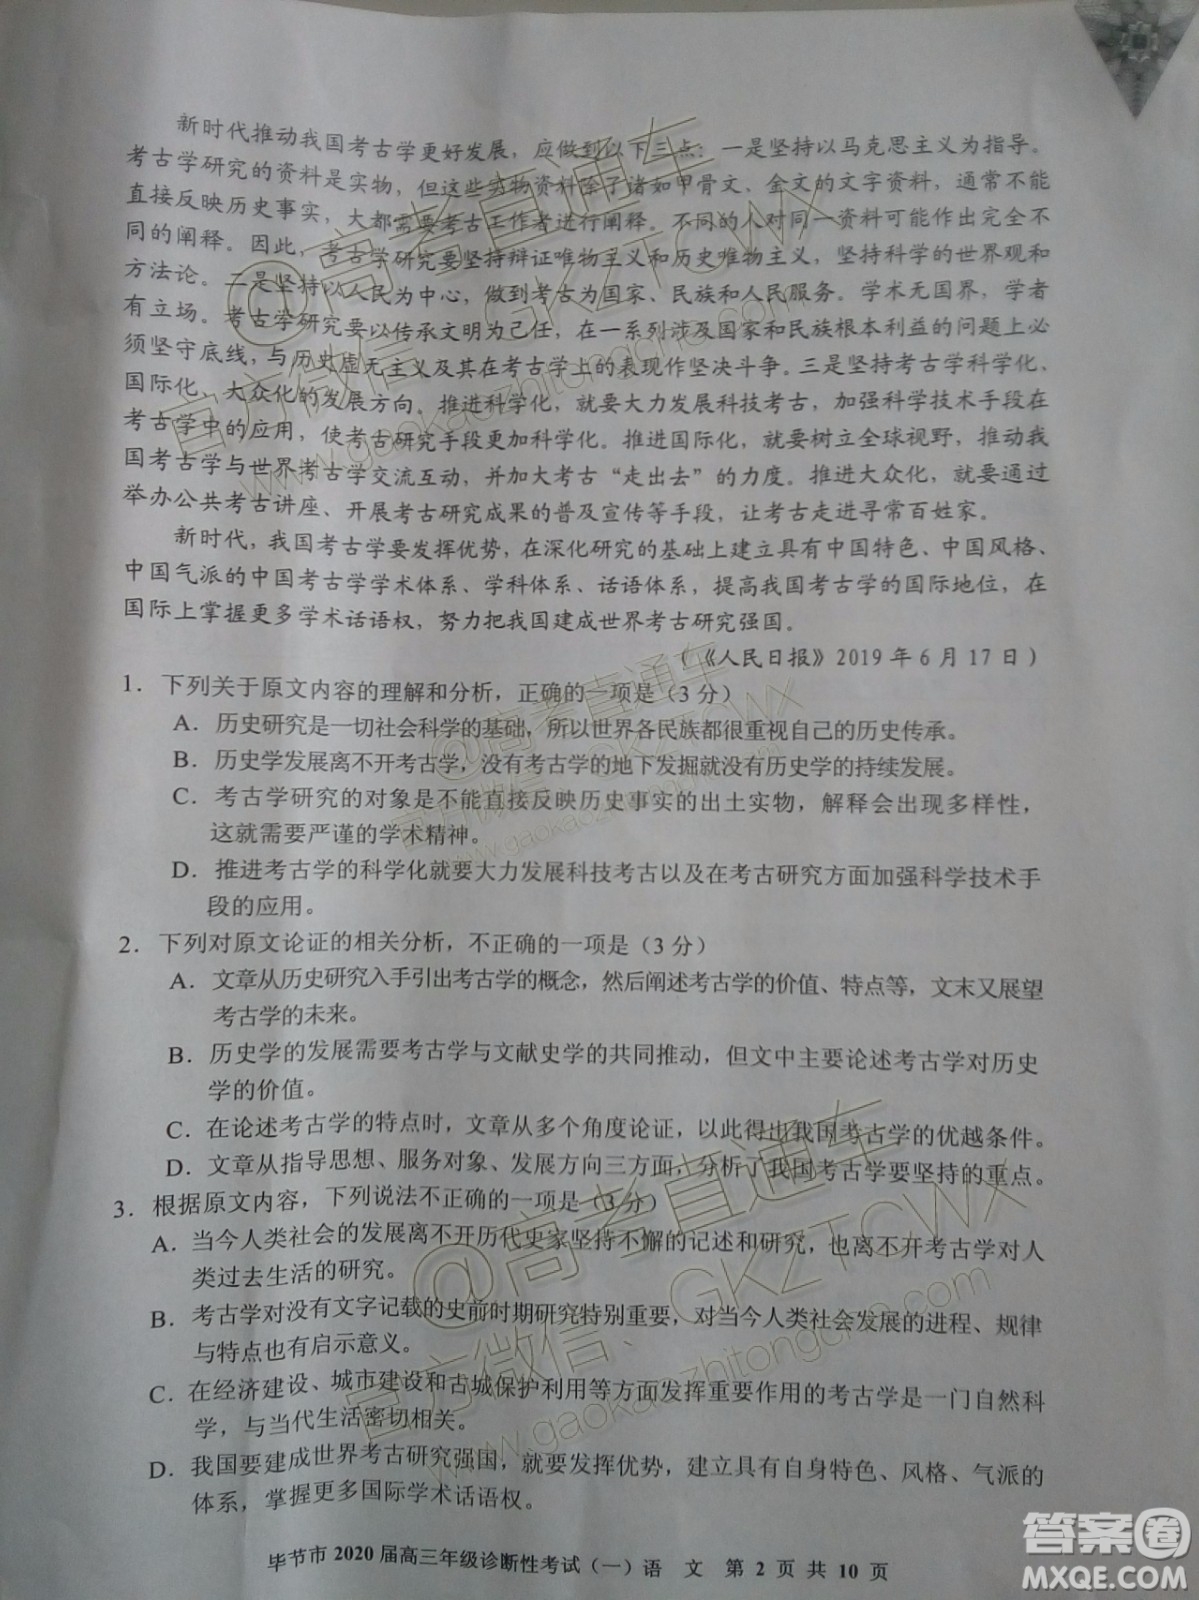 新时代推动我国考古学更好发展，应做到以下三点：一是坚持以马克思主义为指导。
考古学研究的资料是实物，但这些实物资料除了诸如甲骨文、金文的文字资料，通常不能
直接反映历史事实，大都需要考古工作者进行阐释。不同的人对同一资料可能作出完全不
同的阐释。因此，考古学研究要坚持辩证唯物主义和历史唯物主义，坚持科学的世界观和
方法论。二是坚持以人民为中心，做到考古为国家、民族和人民服务。学术无国界，学者
有立场。考古学研究要以传承文明为己任，在一系列涉及国家和民族根本利益的问题上必
须坚守底线，与历史虚无主义及其在考古学上的表现作坚决斗争。三是坚持考古学科学化、
国际化、大众化的发展方向。推进科学化，就要大力发展科技考古，加强科学技术手段在
考古学中的应用，使考古研究手段更加科学化。推进国际化，就要树立全球视野，推动我
国考古学与世界考古学交流互动，并加大考古“走出去”的力度。推进大众化，就要通过
举办公共考古讲座、开展考古研究成果的普及宣传等手段，让考古走进寻常百姓家。
新时代，我国考古学要发挥优势，在深化研究的基础上建立具有中国特色、中国风格、
中国气派的中国考古学学术体系、学科体系、话语体系，提高我国考古学的国际地位，在
国际上掌握更多学术话语权，努力把我国建成世界考古研究强国。
（《人民日报》2019年6月17日）
1．下列关于原文内容的理解和分析，正确的一项是（3分）
A．历史研究是一切社会科学的基础，所以世界各民族都很重视自己的历史传承。
B．历史学发展离不开考古学，没有考古学的地下发掘就没有历史学的持续发展。
C．考古学研究的对象是不能直接反映历史事实的出土实物，解释会出现多样性，
这就需要严谨的学术精神。
D．推进考古学的科学化就要大力发展科技考古以及在考古研究方面加强科学技术手
段的应用。
2．下列对原文论证的相关分析，不正确的一项是（3分）
A．文章从历史研究入手引出考古学的概念，然后阐述考古学的价值、特点等，文末又展望
考古学的未来。
B．历史学的发展需要考古学与文献史学的共同推动，但文中主要论述考古学对历史
学的价值。
C．在论述考古学的特点时，文章从多个角度论证，以此得出我国考古学的优越条件。
D．文章从指导思想、服务对象、发展方向三方面，分析了我国考古学要坚持的重点。
3．根据原文内容，下列说法不正确的一项是（3分）
A．当今人类社会的发展离不开历代史家坚持不懈的记述和研究，也离不开考古学对人
类过去生活的研究。
B．考古学对没有文字记载的史前时期研究特别重要，对当今人类社会发展的进程、规律
与特点也有启示意义。
C．在经济建设、城市建设和古城保护利用等方面发挥重要作用的考古学是一门自然科
学，与当代生活密切相关。
D．我国要建成世界考古研究强国，就要发挥优势，建立具有自身特色、风格、气派的
体系，掌握更多国际学术话语权。
毕节市2020届高三年级诊断性考试（一）语 文 第2页共10页
@高考直通车
官方微信：GKZTCWX
www.gaokaozhitongche.com
@高考直通车
官方微信：GKZTCWX
www.gaokaozhitongche.com
@高考直通车
官方微信：GKZTCWX
www.gaokaozhitongche.com
答案圈
MXQE.COM